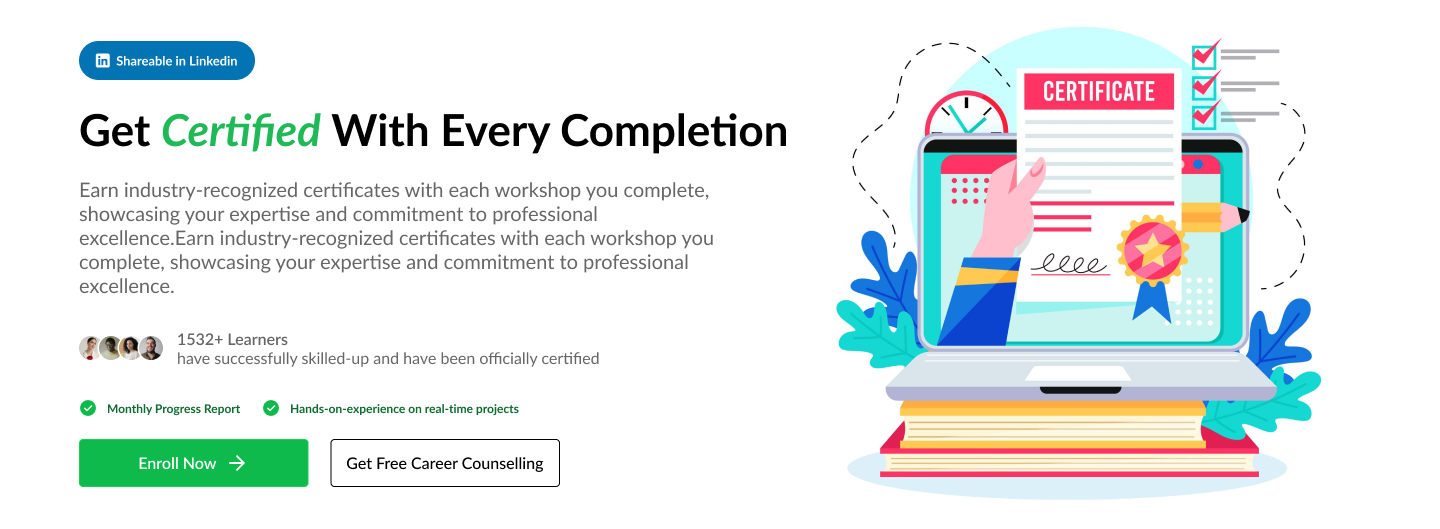 Shareable in Linkedin
Get Certified With Every Completion
Earn industry-recognized certificates with each workshop you complete,
showcasing your expertise and commitment to professional
excellence.Earn industry-recognized certificates with each workshop you
complete, showcasing your expertise and commitment to professional
excellence.
1532+ Learners
have successfully skilled-up and have been officially certified
Monthly Progress Report
Hands-on-experience on real-time projects
Enroll Now
Get Free Career Counselling
CERTIFICATE